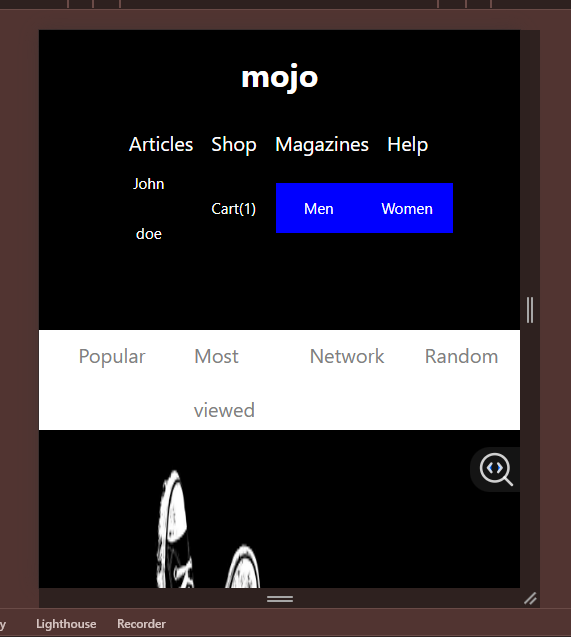 mojo
Articles Shop Magazines Help
John
doe
Cart(1)
Men Women
Popular Most Network Random
viewed
y Lighthouse Recorder